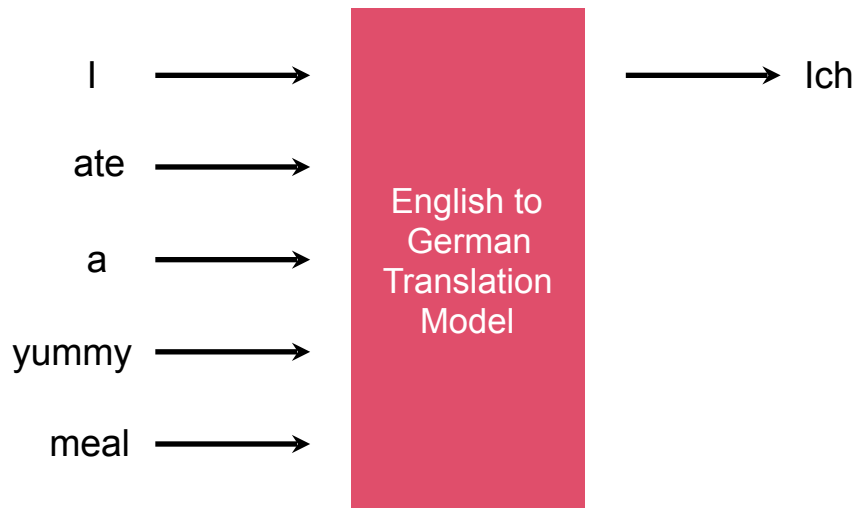 I
ate
a
yummy
meal
English to
German
Translation
Model
Ich